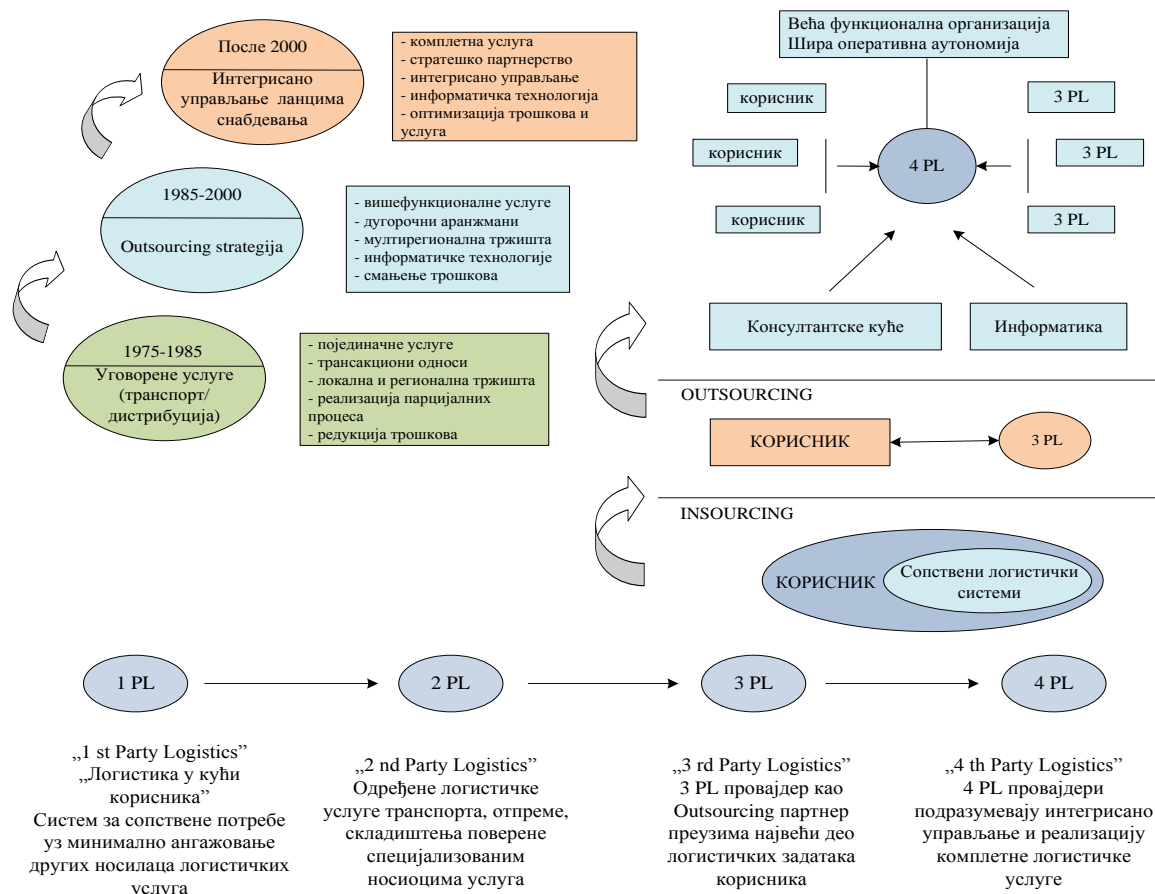 После 2000
Интегрисано
управљање ланцима
снабдевања
- комплетна услуга
- стратешко партнерство
- интегрисано управљање
- информатичка технологија
- оптимизација трошкова и
услуга
1985-2000
Outsourcing strategija
- вишефункционалне услуге
- дугорочни аранжмани
- мултирегионална тржишта
- информатичке технологије
- смањење трошкова
1975-1985
Уговорене услуге
(транспорт/
дистрибуција)
- појединачне услуге
- трансакциони односи
- локална и регионална тржишта
- реализација парцијалних
процеса
- редукција трошкова
Већа функционална организација
Шира оперативна аутономија
корисник
3 PL
корисник
4 PL
3 PL
корисник
3 PL
Консултантске куће
Информатика
OUTSOURCING
КОРИСНИК
3 PL
INSOURCING
КОРИСНИК
Сопствени логистички
системи
1 PL
2 PL
3 PL
4 PL
„1 st Party Logistics”
„Логистика у кући
корисника”
Систем за сопствене потребе
уз минимално ангажовање
других носилаца логистичких
услуга
„2 nd Party Logistics”
Одређене логистичке
услуге транспорта, отпреме,
складиштења поверене
специјализованим
носиоцима услуга
„3 rd Party Logistics”
3 PL провајдер као
Outsourcing партнер
преузима највећи део
логистичких задатака
корисника
„4 th Party Logistics”
4 PL провајдери
подразумевају интегрисано
управљање и реализацију
комплетне логистичке
услуге